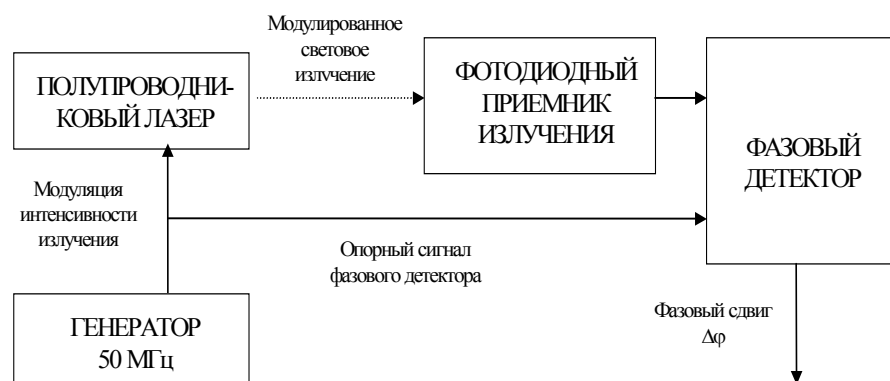 Модулированное
световое
излучение
ПОЛУПРОВОДНИ-
КОВЫЙ ЛАЗЕР
ФОТОДИОДНЫЙ
ПРИЕМНИК
ИЗЛУЧЕНИЯ
ФАЗОВЫЙ
ДЕТЕКТОР
Модуляция
интенсивности
излучения
Опорный сигнал
фазового детектора
ГЕНЕРАТОР
50 МГц
Фазовый сдвиг
Δφ